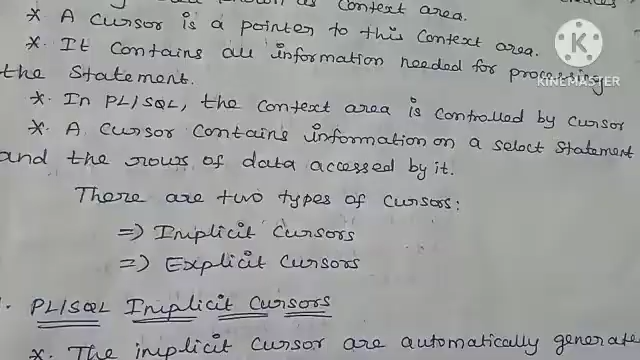 known as Context area.
* A Cursor is a pointer to this Context area.
* It Contains all information needed for processing
the Statement.
* In PL/SQL, the Context area is Controlled by Cursor
* A Cursor Contains information on a select Statement
and the rows of data accessed by it.
There are two types of Cursors:
=) Implicit Cursors
=) Explicit Cursors
PL/SQL Implicit Cursors
* The implicit Cursor are automatically generate
K
KINEMASTER